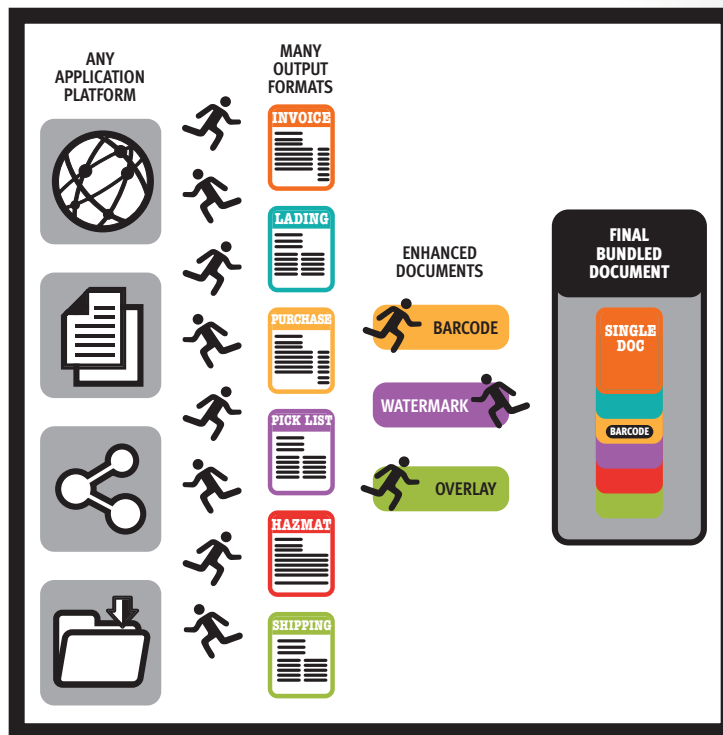 ANY
APPLICATION
PLATFORM
MANY
OUTPUT
FORMATS
INVOICE
LADING
PURCHASE
PICK LIST
HAZMAT
SHIPPING
ENHANCED
DOCUMENTS
BARCODE
WATERMARK
OVERLAY
FINAL
BUNDLED
DOCUMENT
SINGLE
DOC
BARCODE